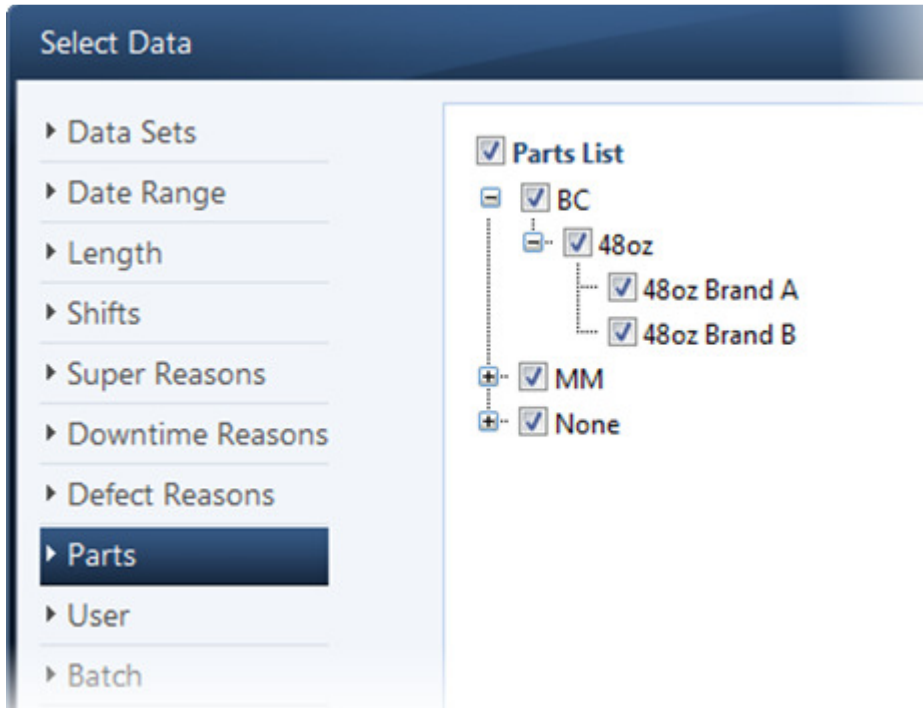 Select Data
Data Sets
Date Range
Length
Shifts
Super Reasons
Downtime Reasons
Defect Reasons
Parts
User
Batch
Parts List
BC
48oz
48oz Brand A
48oz Brand B
MM
None